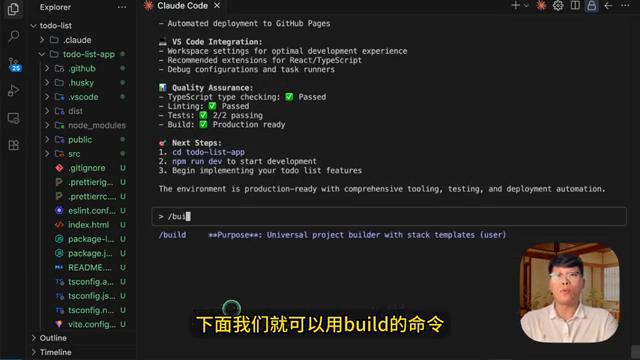 Explorer
todo-list
.claude
todo-list-app
.github
.husky
.vscode
dist
node_modules
public
src
.gitignore U
.prettierig... U
.prettierrc... U
eslint.conf... U
index.html U
package-l... U
package.j... U
README.... U
tsconfig.a... U
tsconfig.js... U
tsconfig.n... U
vite.config... U
Outline
Timeline
25
Claude Code
- Automated deployment to GitHub Pages
VS Code Integration:
- Workspace settings for optimal development experience
- Recommended extensions for React/TypeScript
- Debug configurations and task runners
Quality Assurance:
- TypeScript type checking: ✅ Passed
- Linting: ✅ Passed
- Tests: ✅ 2/2 passing
- Build: ✅ Production ready
Next Steps:
1. cd todo-list-app
2. npm run dev to start development
3. Begin implementing your todo list features
The environment is production-ready with comprehensive tooling, testing, and deployment automation.
> /bui
/build **Purpose**: Universal project builder with stack templates (user)
下面我们就可以用build的命令